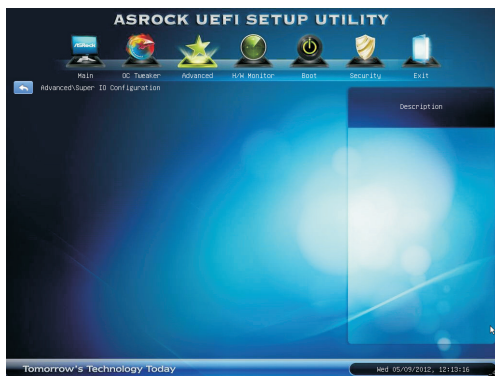 ASROCK UEFI SETUP UTILITY
ASRock
Main OC Tweaker Advanced H/W Monitor Boot Security Exit
Advanced\Super IO Configuration
Description
Tomorrow's Technology Today
Wed 05/09/2012, 12:13:16